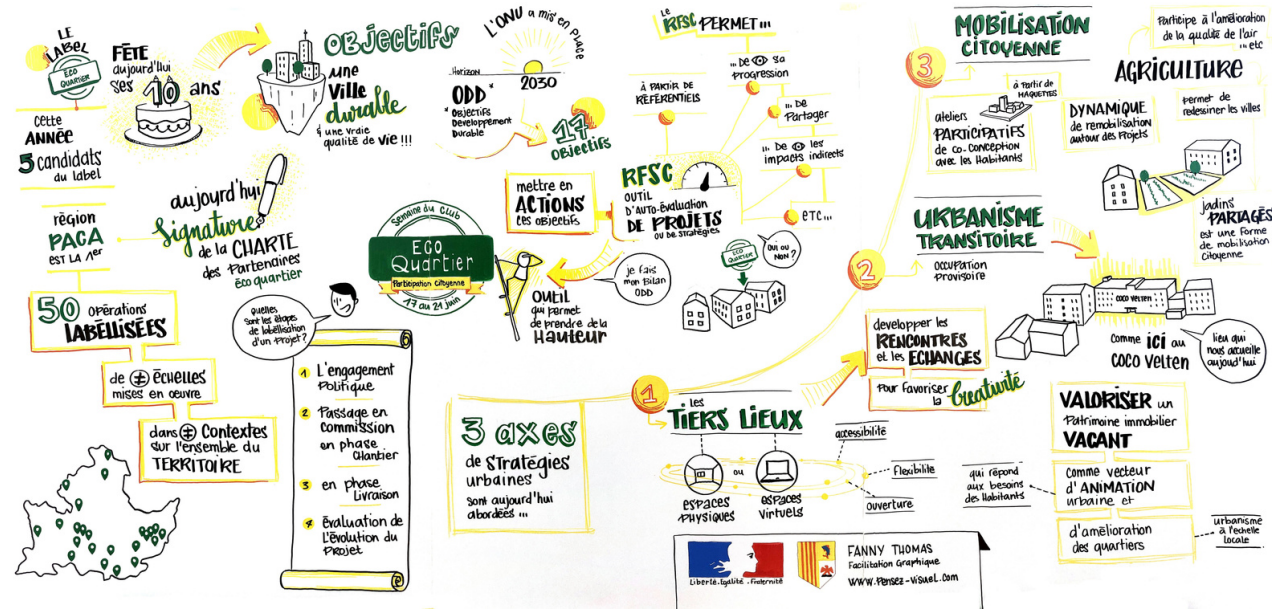 LE
LABEL
ECO
QUARTIER
FÊTE
aujourd'hui
ses 10 ans
cette
ANNÉE
5 candidats
au label
région
PACA
EST LA 1er
aujourd'hui
Signature
de la CHARTE
des Partenaires
éco quartier
50 opérations
LABÉLLISÉES
de ≠ ÉCHELLES
mises en oeuvre
dans ≠ Contextes
sur l'ensemble du
TERRITOIRE
OBJECTIFS
une
Ville
durable
& une vraie
qualité de vie !!!
Quelles
sont les étapes
de labéllisation
d'un projet ?
1 L'engagement
Politique
2 Passage en
commission
en phase
Chantier
3 en phase
Livraison
4 évaluation de
L'évolution du
Projet
L'ONU a mis en place
Horizon
2030
ODD
"OBJECTIFS
Développement
Durable"
17
OBJECTIFS
mettre en
ACTIONS
ces objectifs
Semaine du Club
ECO
Quartier
Participation Citoyenne
17 au 21 juin
OUTIL
qui permet
de prendre de la
HAUTEUR
je fais
mon bilan
ODD
Le
RFSC PERMET ...
À PARTIR DE
RÉFÉRENTIELS
... DE sa
progression
... De
Partager
... De les
impacts indirects
etc ...
RFSC
OUTIL
D'AUTO-ÉVALUATION
DE PROJETS
OU DE STRATÉGIES
ECO
QUARTIER
OUI OU
NON ?
3 axes
de STRATÉGIES
urbaines
sont aujourd'hui
abordées ...
1
les
TIERS LIEUX
ESPACES
PHYSIQUES
ou
ESPACES
VIRTUELS
accessibilité
Flexibilité
ouverture
developper les
RENCONTRES
et les ECHANGES
Pour favoriser
la Créativité
2
URBANISME
TRANSITOIRE
OCCUPATION
PROVISOIRE
COCO VELTEN
comme ici au
COCO VELTEN
lieu qui
nous accueille
aujourd'hui
VALORISER un
Patrimoine immobilier
VACANT
Comme vecteur
d'ANIMATION
urbaine et
d'amélioration
des quartiers
qui répond
aux besoins
des Habitants
urbanisme
à l'échelle
locale
3
MOBILISATION
CITOYENNE
à partir de
MAQUETTES
ateliers
PARTICIPATIFS
de co-conception
avec les Habitants
DYNAMIQUE
de remobilisation
autour des Projets
Participe à l'amélioration
de la qualité de l'air
... etc
AGRICULTURE
permet de
redessiner les villes
jardins
PARTAGÉS
est une forme
de mobilisation
citoyenne
Liberté . Egalité . Fraternité
FANNY THOMAS
Facilitation Graphique
www.Pensez-visuel.com